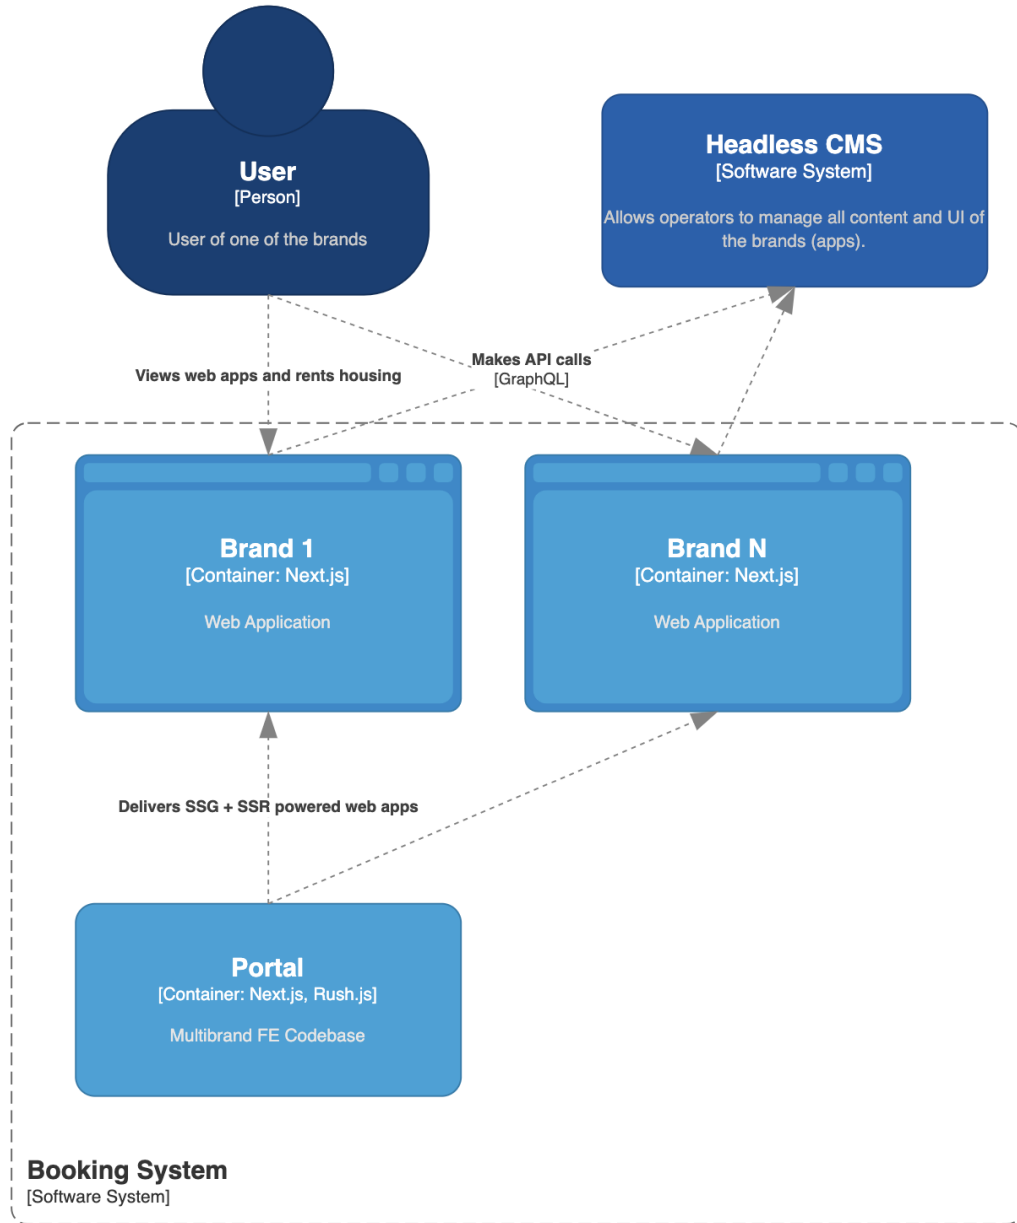 User
[Person]
User of one of the brands
Headless CMS
[Software System]
Allows operators to manage all content and UI of
the brands (apps).
Views web apps and rents housing
Makes API calls
[GraphQL]
Brand 1
[Container: Next.js]
Web Application
Brand N
[Container: Next.js]
Web Application
Delivers SSG + SSR powered web apps
Portal
[Container: Next.js, Rush.js]
Multibrand FE Codebase
Booking System
[Software System]